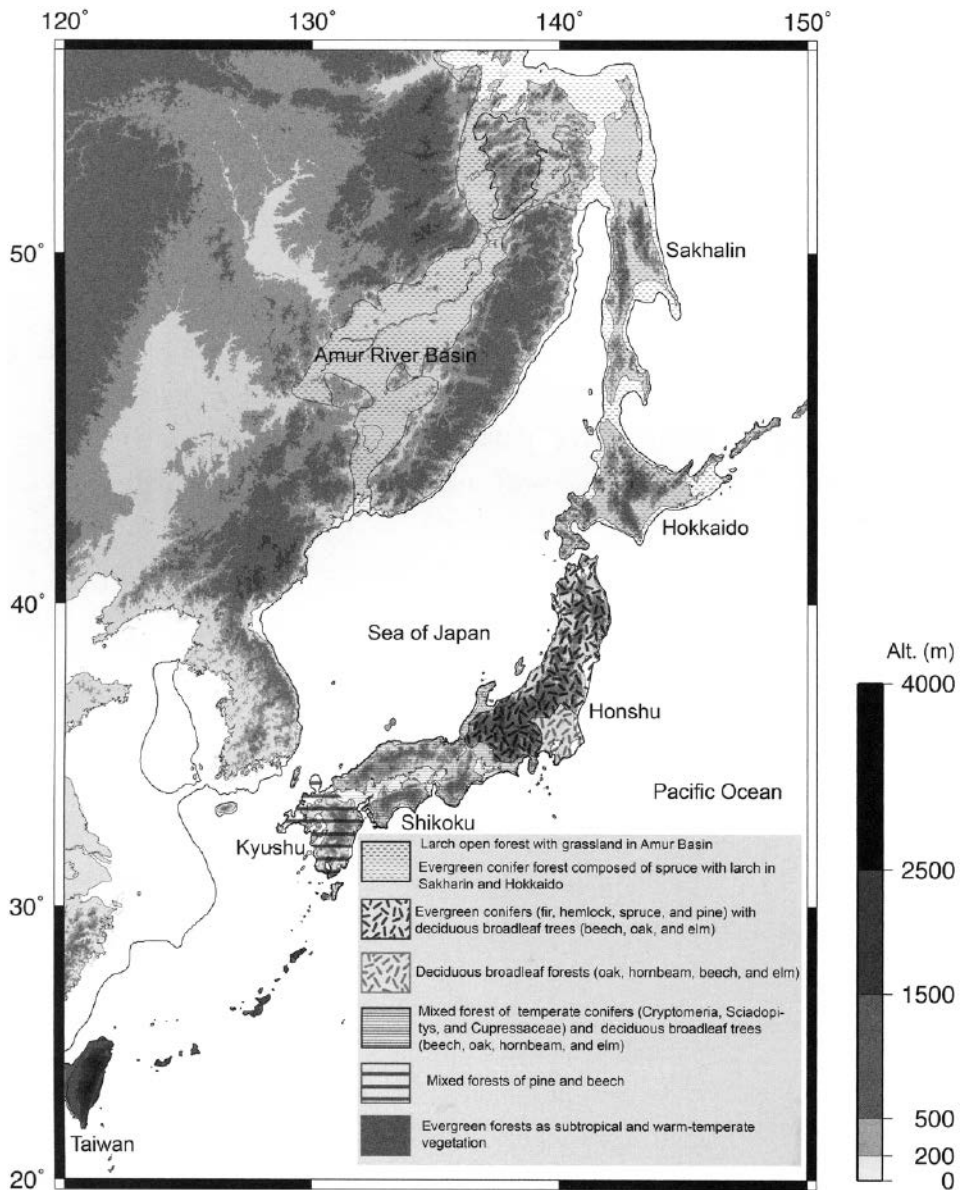 120° 130° 140° 150°
50°
Sakhalin
Amur River Basin
Hokkaido
40°
Sea of Japan
Alt. (m)
4000
Honshu
Pacific Ocean
Shikoku
Kyushu
Larch open forest with grassland in Amur Basin
Evergreen conifer forest composed of spruce with larch in
Sakharin and Hokkaido
2500
30°
Evergreen conifers (fir, hemlock, spruce, and pine) with
deciduous broadleaf trees (beech, oak, and elm)
Deciduous broadleaf forests (oak, hornbeam, beech, and elm)
1500
Mixed forest of temperate conifers (Cryptomeria, Sciadopi-
tys, and Cupressaceae) and deciduous broadleaf trees
(beech, oak, hornbeam, and elm)
Mixed forests of pine and beech
500
Evergreen forests as subtropical and warm-temperate
vegetation
Taiwan
200
20°
0